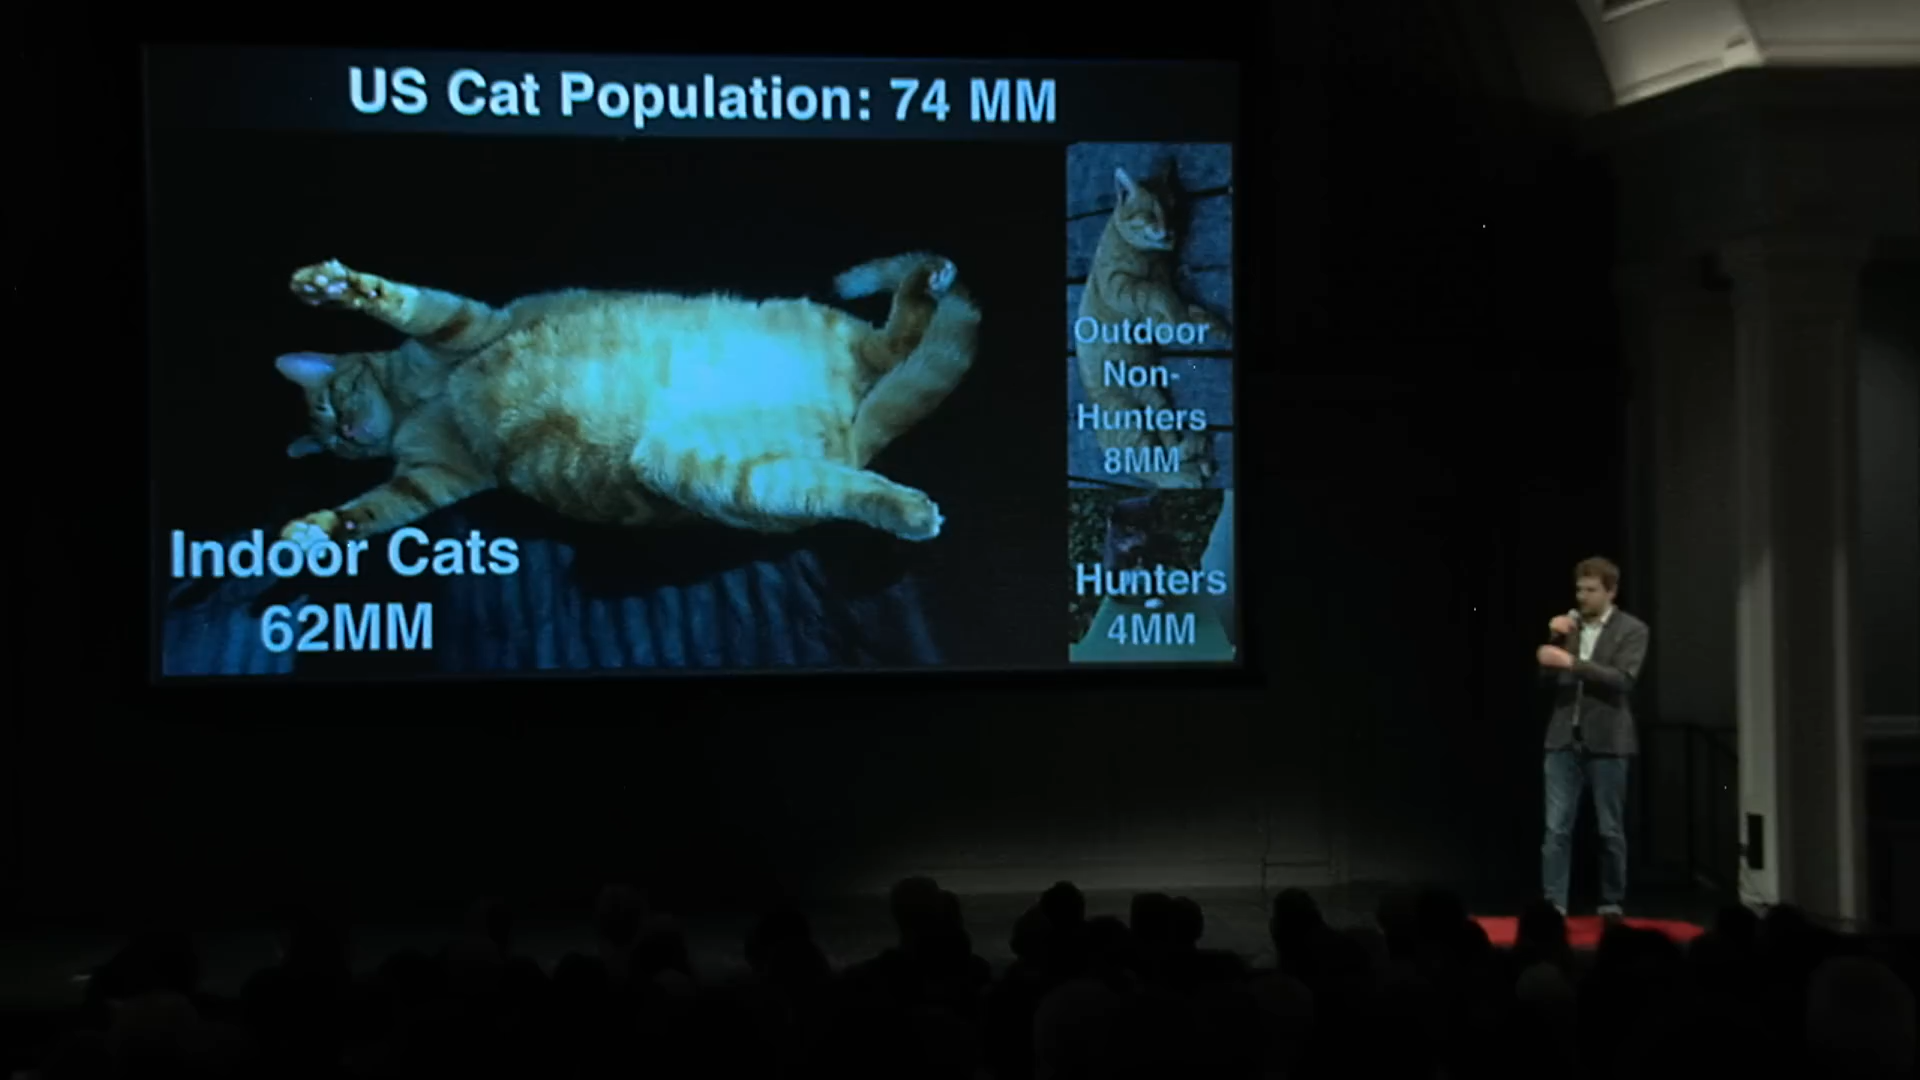 US Cat Population: 74 MM
Indoor Cats
62MM
Outdoor
Non-
Hunters
8MM
Hunters
4MM